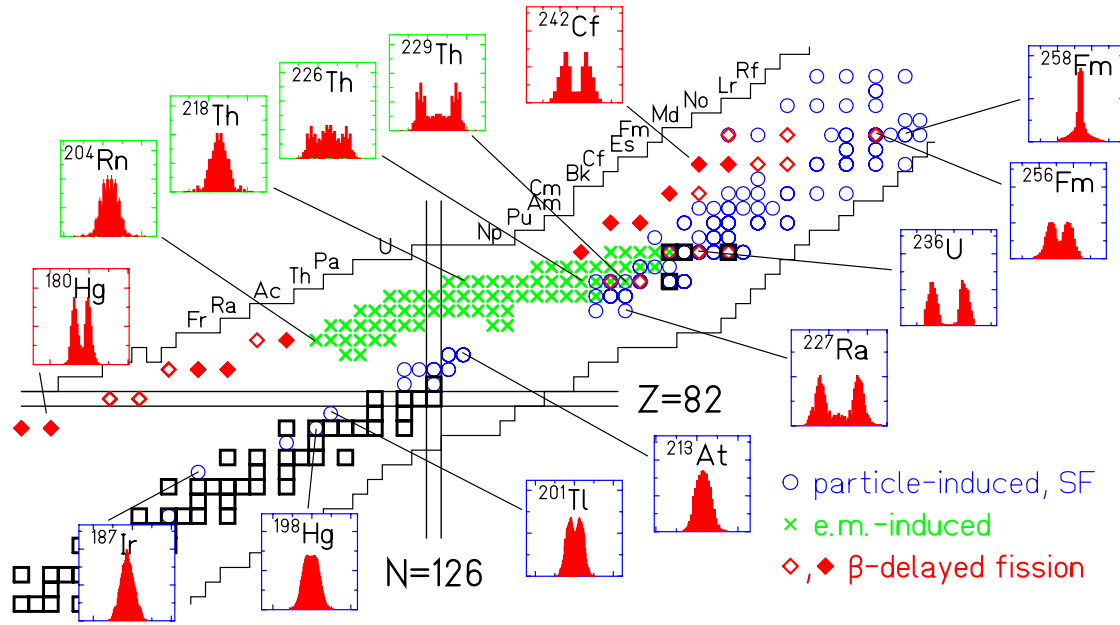 242Cf
229Th
226Th
218Th
204Rn
180Hg
258Fm
256Fm
236U
227Ra
213At
201Tl
198Hg
187Ir
Rf
Lr
No
Md
Fm
Es
Cf
Bk
Cm
Am
Pu
Np
U
Pa
Th
Ac
Ra
Fr
Z=82
N=126
particle-induced, SF
e.m.-induced
, β-delayed fission